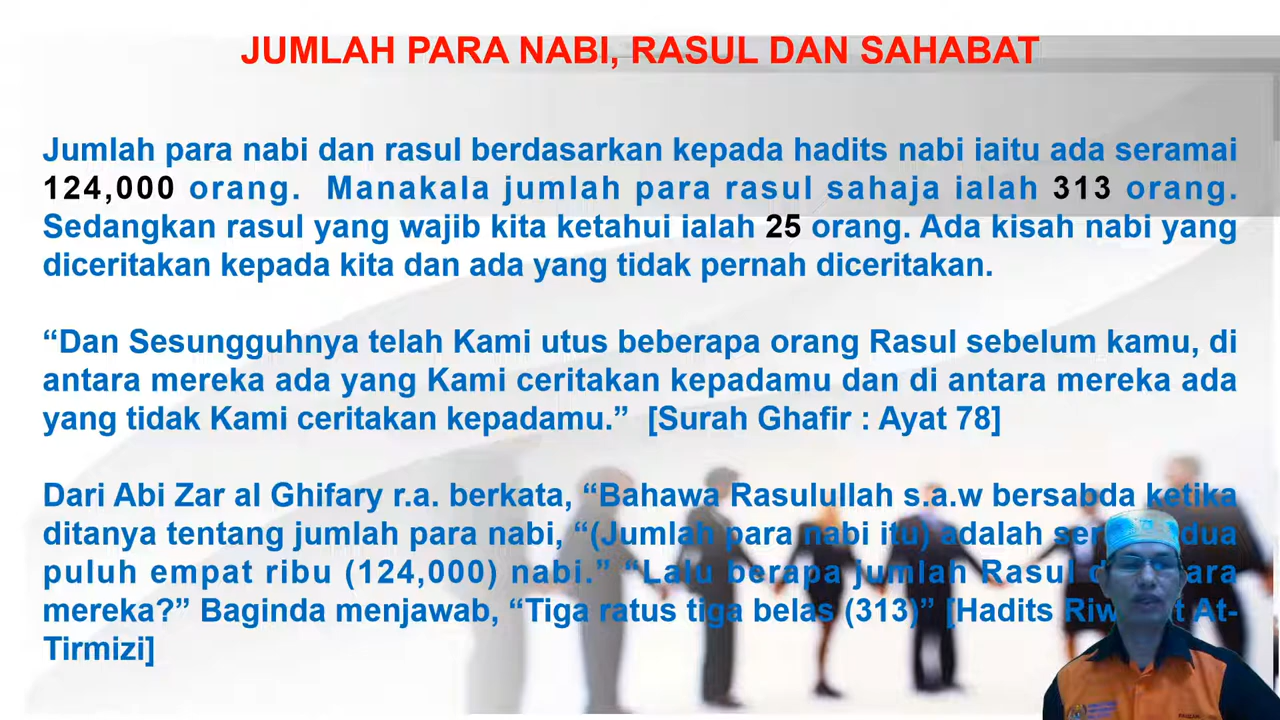 JUMLAH PARA NABI, RASUL DAN SAHABAT
Jumlah para nabi dan rasul berdasarkan kepada hadits nabi iaitu ada seramai
124,000 orang. Manakala jumlah para rasul sahaja ialah 313 orang.
Sedangkan rasul yang wajib kita ketahui ialah 25 orang. Ada kisah nabi yang
diceritakan kepada kita dan ada yang tidak pernah diceritakan.
“Dan Sesungguhnya telah Kami utus beberapa orang Rasul sebelum kamu, di
antara mereka ada yang Kami ceritakan kepadamu dan di antara mereka ada
yang tidak Kami ceritakan kepadamu.” [Surah Ghafir : Ayat 78]
Dari Abi Zar al Ghifary r.a. berkata, “Bahawa Rasulullah s.a.w bersabda ketika
ditanya tentang jumlah para nabi, “(Jumlah para nabi itu) adalah dua
puluh empat ribu (124,000) nabi.” “Lalu berapa jumlah Rasul
mereka?” Baginda menjawab, “Tiga ratus tiga belas (313)” [Hadits At-
Tirmizi]